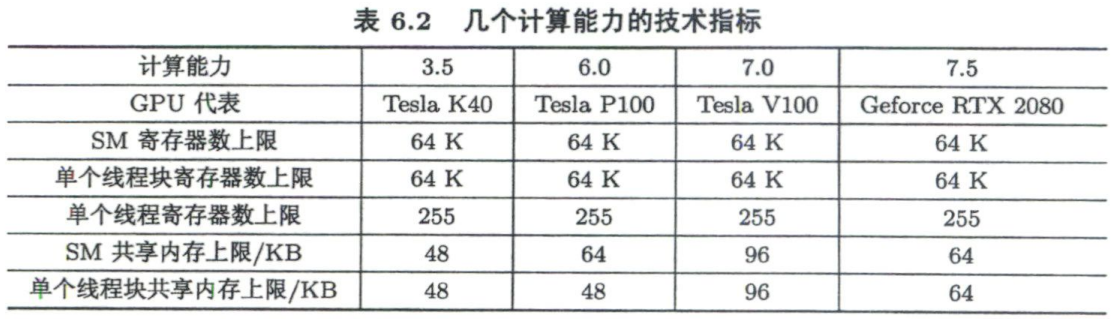 表 6.2 几个计算能力的技术指标
计算能力 3.5 6.0 7.0 7.5
GPU 代表 Tesla K40 Tesla P100 Tesla V100 Geforce RTX 2080
SM 寄存器数上限 64 K 64 K 64 K 64 K
单个线程块寄存器数上限 64 K 64 K 64 K 64 K
单个线程寄存器数上限 255 255 255 255
SM 共享内存上限/KB 48 64 96 64
单个线程块共享内存上限/KB 48 48 96 64